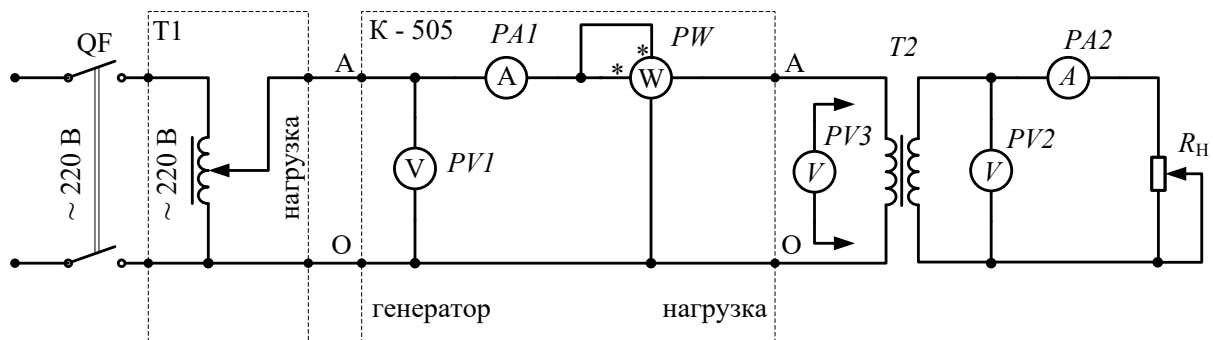 QF
T1
К - 505
PA1
PW
T2
PA2
А
*
*
A
W
А
A
~ 220 В
~ 220 В
нагрузка
V
PV1
PV3
V
PV2
V
RН
О
О
генератор
нагрузка